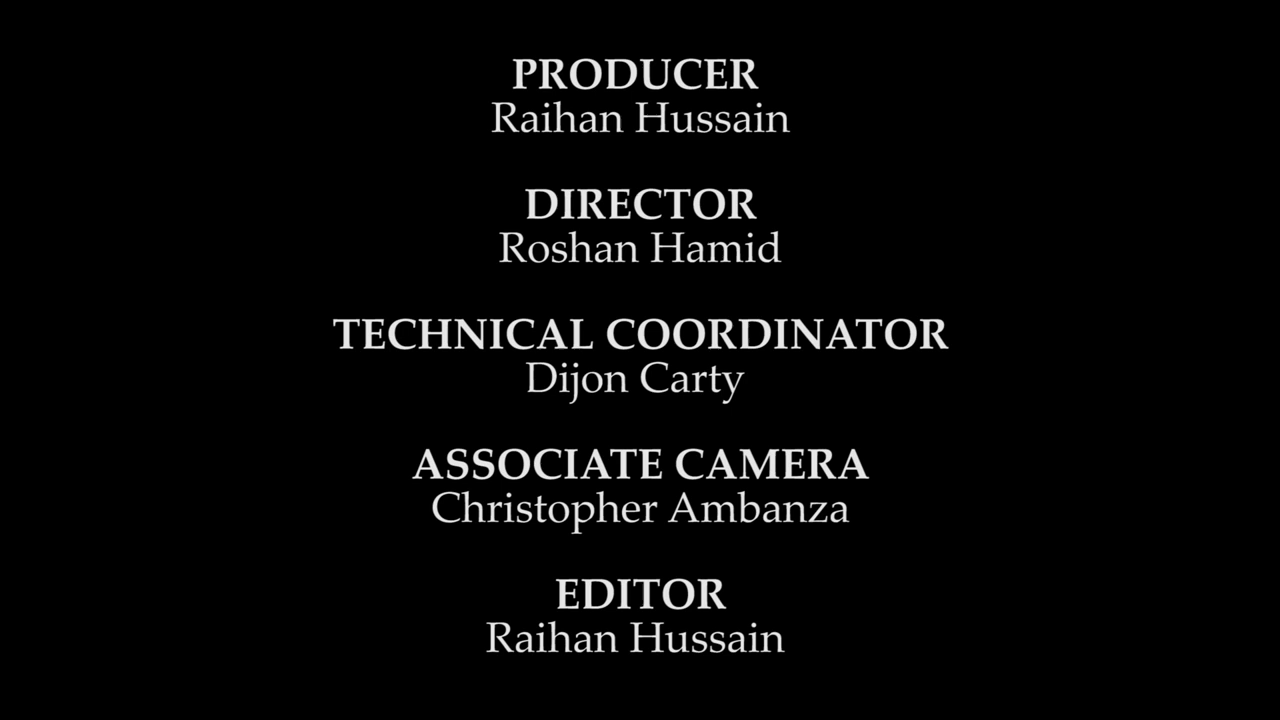 PRODUCER
Raihan Hussain
DIRECTOR
Roshan Hamid
TECHNICAL COORDINATOR
Dijon Carty
ASSOCIATE CAMERA
Christopher Ambanza
EDITOR
Raihan Hussain